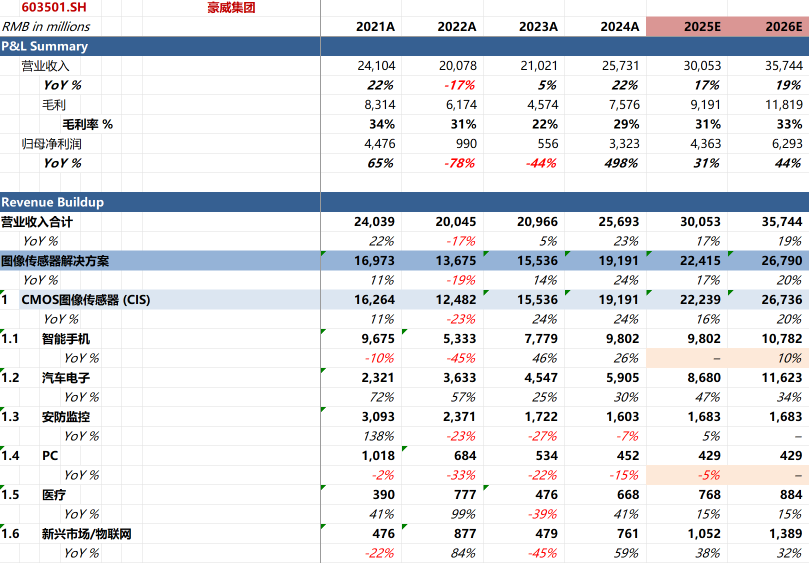 603501.SH 豪威集团
RMB in millions 2021A 2022A 2023A 2024A 2025E 2026E
P&L Summary
营业收入 24,104 20,078 21,021 25,731 30,053 35,744
YoY % 22% -17% 5% 22% 17% 19%
毛利 8,314 6,174 4,574 7,576 9,191 11,819
毛利率 % 34% 31% 22% 29% 31% 33%
归母净利润 4,476 990 556 3,323 4,363 6,293
YoY % 65% -78% -44% 498% 31% 44%
Revenue Buildup
营业收入合计 24,039 20,045 20,966 25,693 30,053 35,744
YoY % 22% -17% 5% 23% 17% 19%
图像传感器解决方案 16,973 13,675 15,536 19,191 22,415 26,790
YoY % 11% -19% 14% 24% 17% 20%
1 CMOS图像传感器 (CIS) 16,264 12,482 15,536 19,191 22,239 26,736
YoY % 11% -23% 24% 24% 16% 20%
1.1 智能手机 9,675 5,333 7,779 9,802 9,802 10,782
YoY % -10% -45% 46% 26% – 10%
1.2 汽车电子 2,321 3,633 4,547 5,905 8,680 11,623
YoY % 72% 57% 25% 30% 47% 34%
1.3 安防监控 3,093 2,371 1,722 1,603 1,683 1,683
YoY % 138% -23% -27% -7% 5% –
1.4 PC 1,018 684 534 452 429 429
YoY % -2% -33% -22% -15% -5% –
1.5 医疗 390 777 476 668 768 884
YoY % 41% 99% -39% 41% 15% 15%
1.6 新兴市场/物联网 476 877 479 761 1,052 1,389
YoY % -22% 84% -45% 59% 38% 32%